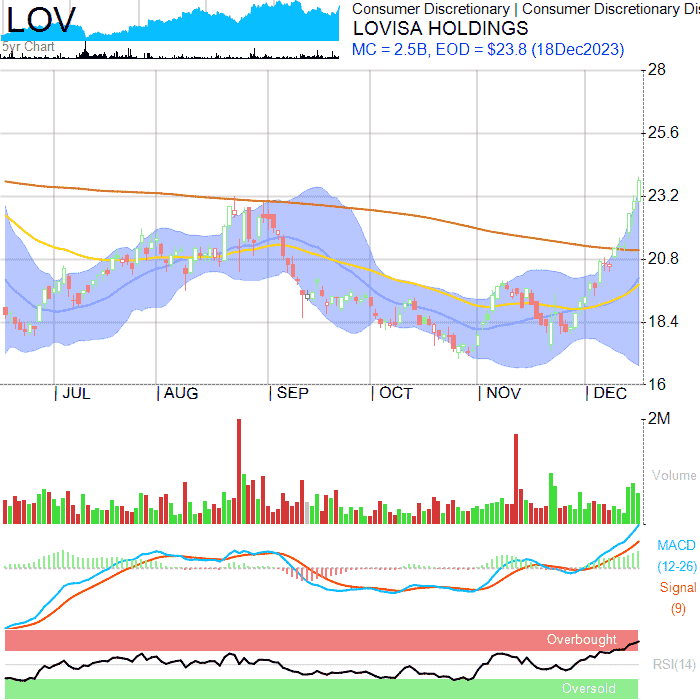 LOV
5yr Chart
Consumer Discretionary | Consumer Discretionary Dis
LOVISA HOLDINGS
MC = 2.5B, EOD = $23.8 (18Dec2023)
28
25.6
23.2
20.8
18.4
16
| JUL | AUG | SEP | OCT | NOV | DEC
2M
Volume
MACD
(12-26)
Signal
(9)
Overbought
RSI(14)
Oversold